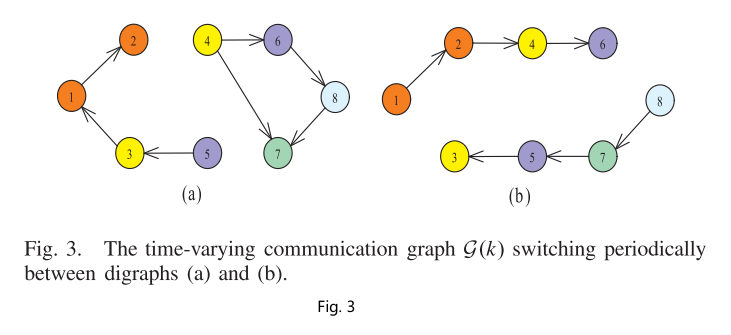 2 4 6 2 4 6
1 8 1 8
3 5 7 3 5 7
(a) (b)
Fig. 3. The time-varying communication graph 𝒢(k) switching periodically
between digraphs (a) and (b).
Fig. 3